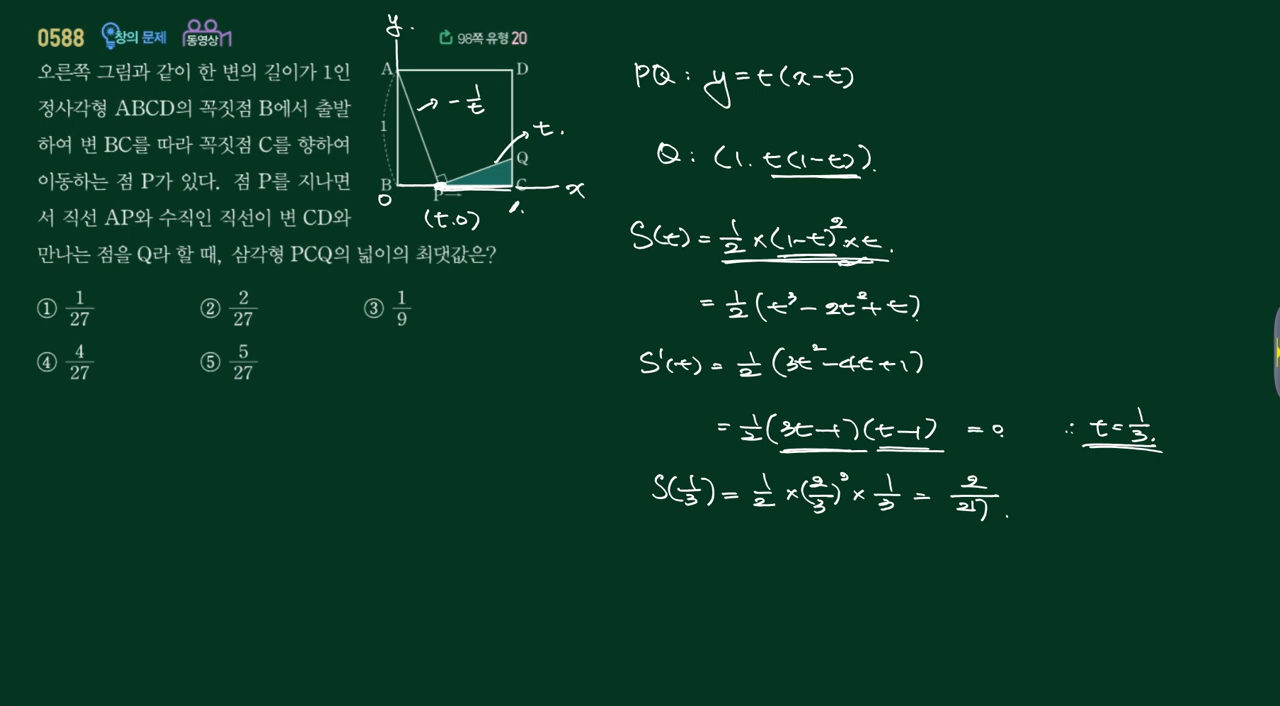 0588 창의 문제 동영상 98쪽 유형 20
오른쪽 그림과 같이 한 변의 길이가 1인
정사각형 ABCD의 꼭짓점 B에서 출발
하여 변 BC를 따라 꼭짓점 C를 향하여
이동하는 점 P가 있다. 점 P를 지나면
서 직선 AP와 수직인 직선이 변 CD와
만나는 점을 Q라 할 때, 삼각형 PCQ의 넓이의 최댓값은?
① 1/27 ② 2/27 ③ 1/9
④ 4/27 ⑤ 5/27
y.
A D
-1/t
1
t.
Q
B P C x
O (t.0) 1.
PQ : y=t(x-t)
Q : (1. t(1-t)).
S(t) = 1/2 ×(1-t)²×t.
= 1/2 (t³-2t²+t)
S'(t) = 1/2 (3t²-4t+1)
= 1/2 (3t-1)(t-1) = 0. ∴ t=1/3.
S(1/3) = 1/2 ×(2/3)²× 1/3 = 2/27.